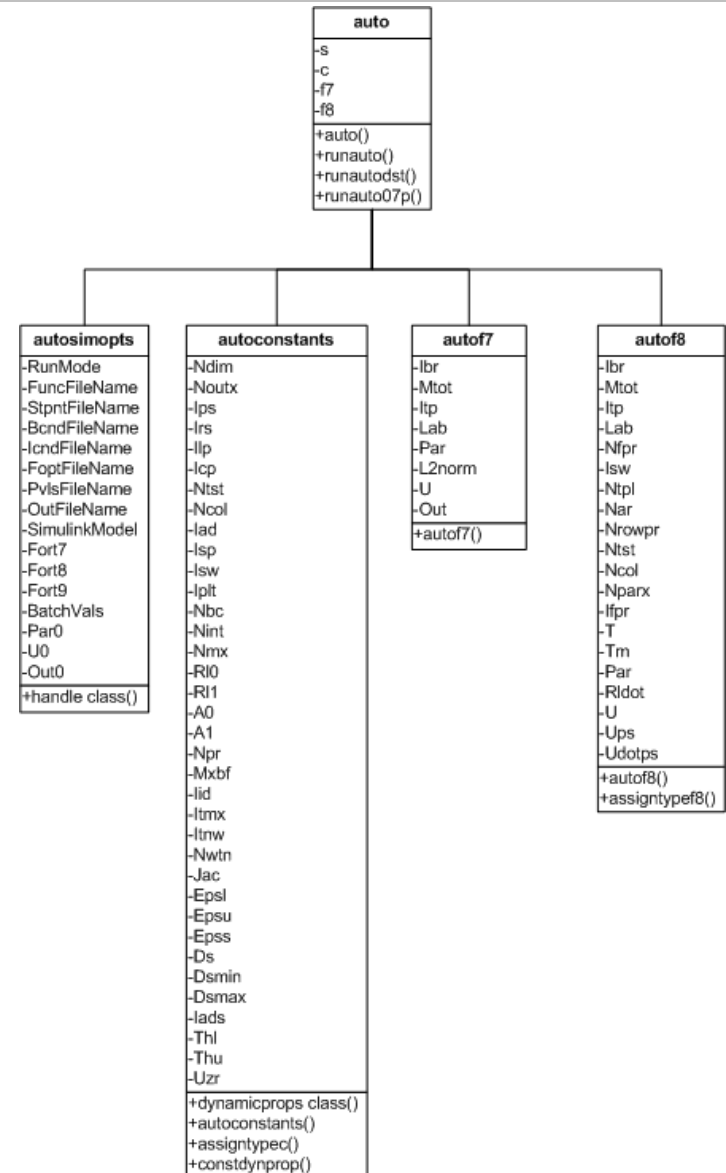 auto
-s
-c
-f7
-f8
+auto()
+runauto()
+runautodst()
+runauto07p()
autosimopts
-RunMode
-FuncFileName
-StpntFileName
-BcndFileName
-IcndFileName
-FoptFileName
-PvlsFileName
-OutFileName
-SimulinkModel
-Fort7
-Fort8
-Fort9
-BatchVals
-Par0
-U0
-Out0
+handle class()
autoconstants
-Ndim
-Noutx
-Ips
-Irs
-Ilp
-Icp
-Ntst
-Ncol
-Iad
-Isp
-Isw
-Iplt
-Nbc
-Nint
-Nmx
-Rl0
-Rl1
-A0
-A1
-Npr
-Mxbf
-Iid
-Itmx
-Itnw
-Nwtn
-Jac
-Epsl
-Epsu
-Epss
-Ds
-Dsmin
-Dsmax
-Iads
-Thl
-Thu
-Uzr
+dynamicprops class()
+autoconstants()
+assigntypec()
+constdynprop()
autof7
-Ibr
-Mtot
-Itp
-Lab
-Par
-L2norm
-U
-Out
+autof7()
autof8
-Ibr
-Mtot
-Itp
-Lab
-Nfpr
-Isw
-Ntpl
-Nar
-Nrowpr
-Ntst
-Ncol
-Nparx
-Ifpr
-T
-Tm
-Par
-Rldot
-U
-Ups
-Udotps
+autof8()
+assigntypef8()